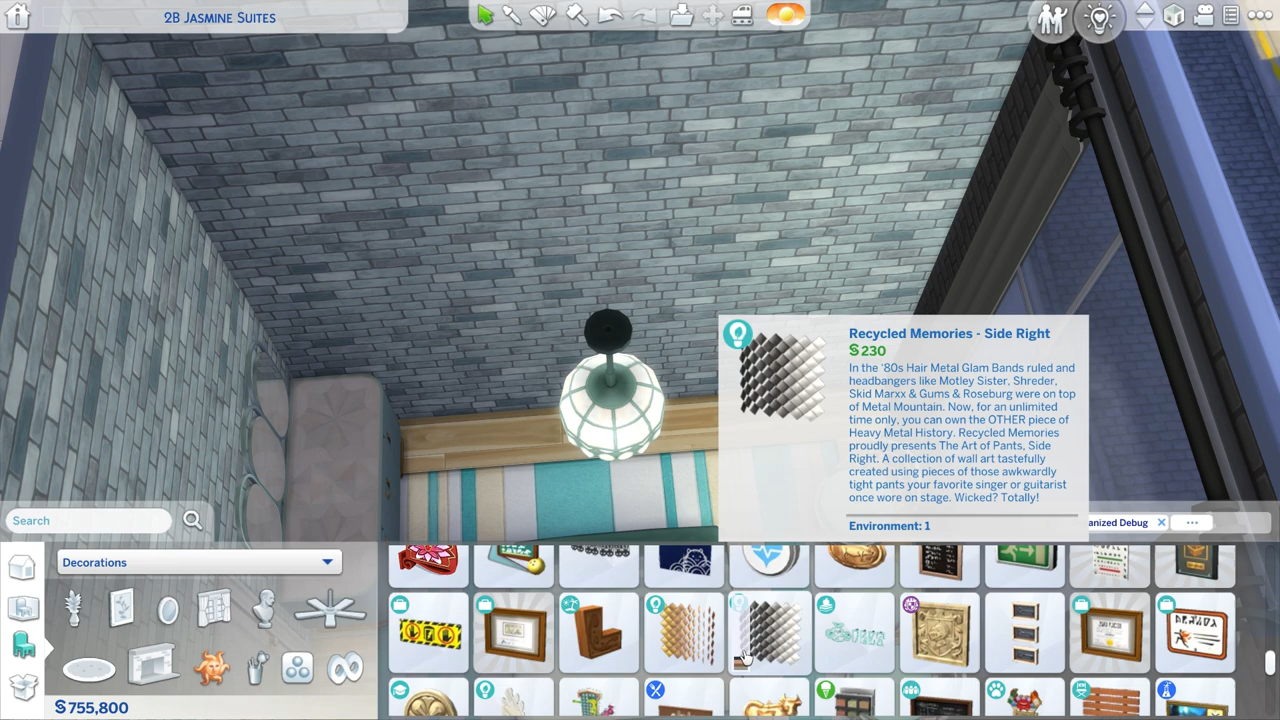 2B Jasmine Suites
Recycled Memories - Side Right
§230
In the '80s Hair Metal Glam Bands ruled and
headbangers like Motley Sister, Shreder,
Skid Marxx & Gums & Roseburg were on top
of Metal Mountain. Now, for an unlimited
time only, you can own the OTHER piece of
Heavy Metal History. Recycled Memories
proudly presents The Art of Pants, Side
Right. A collection of wall art tastefully
created using pieces of those awkwardly
tight pants your favorite singer or guitarist
once wore on stage. Wicked? Totally!
Environment: 1
Search
anized Debug
Decorations
§755,800